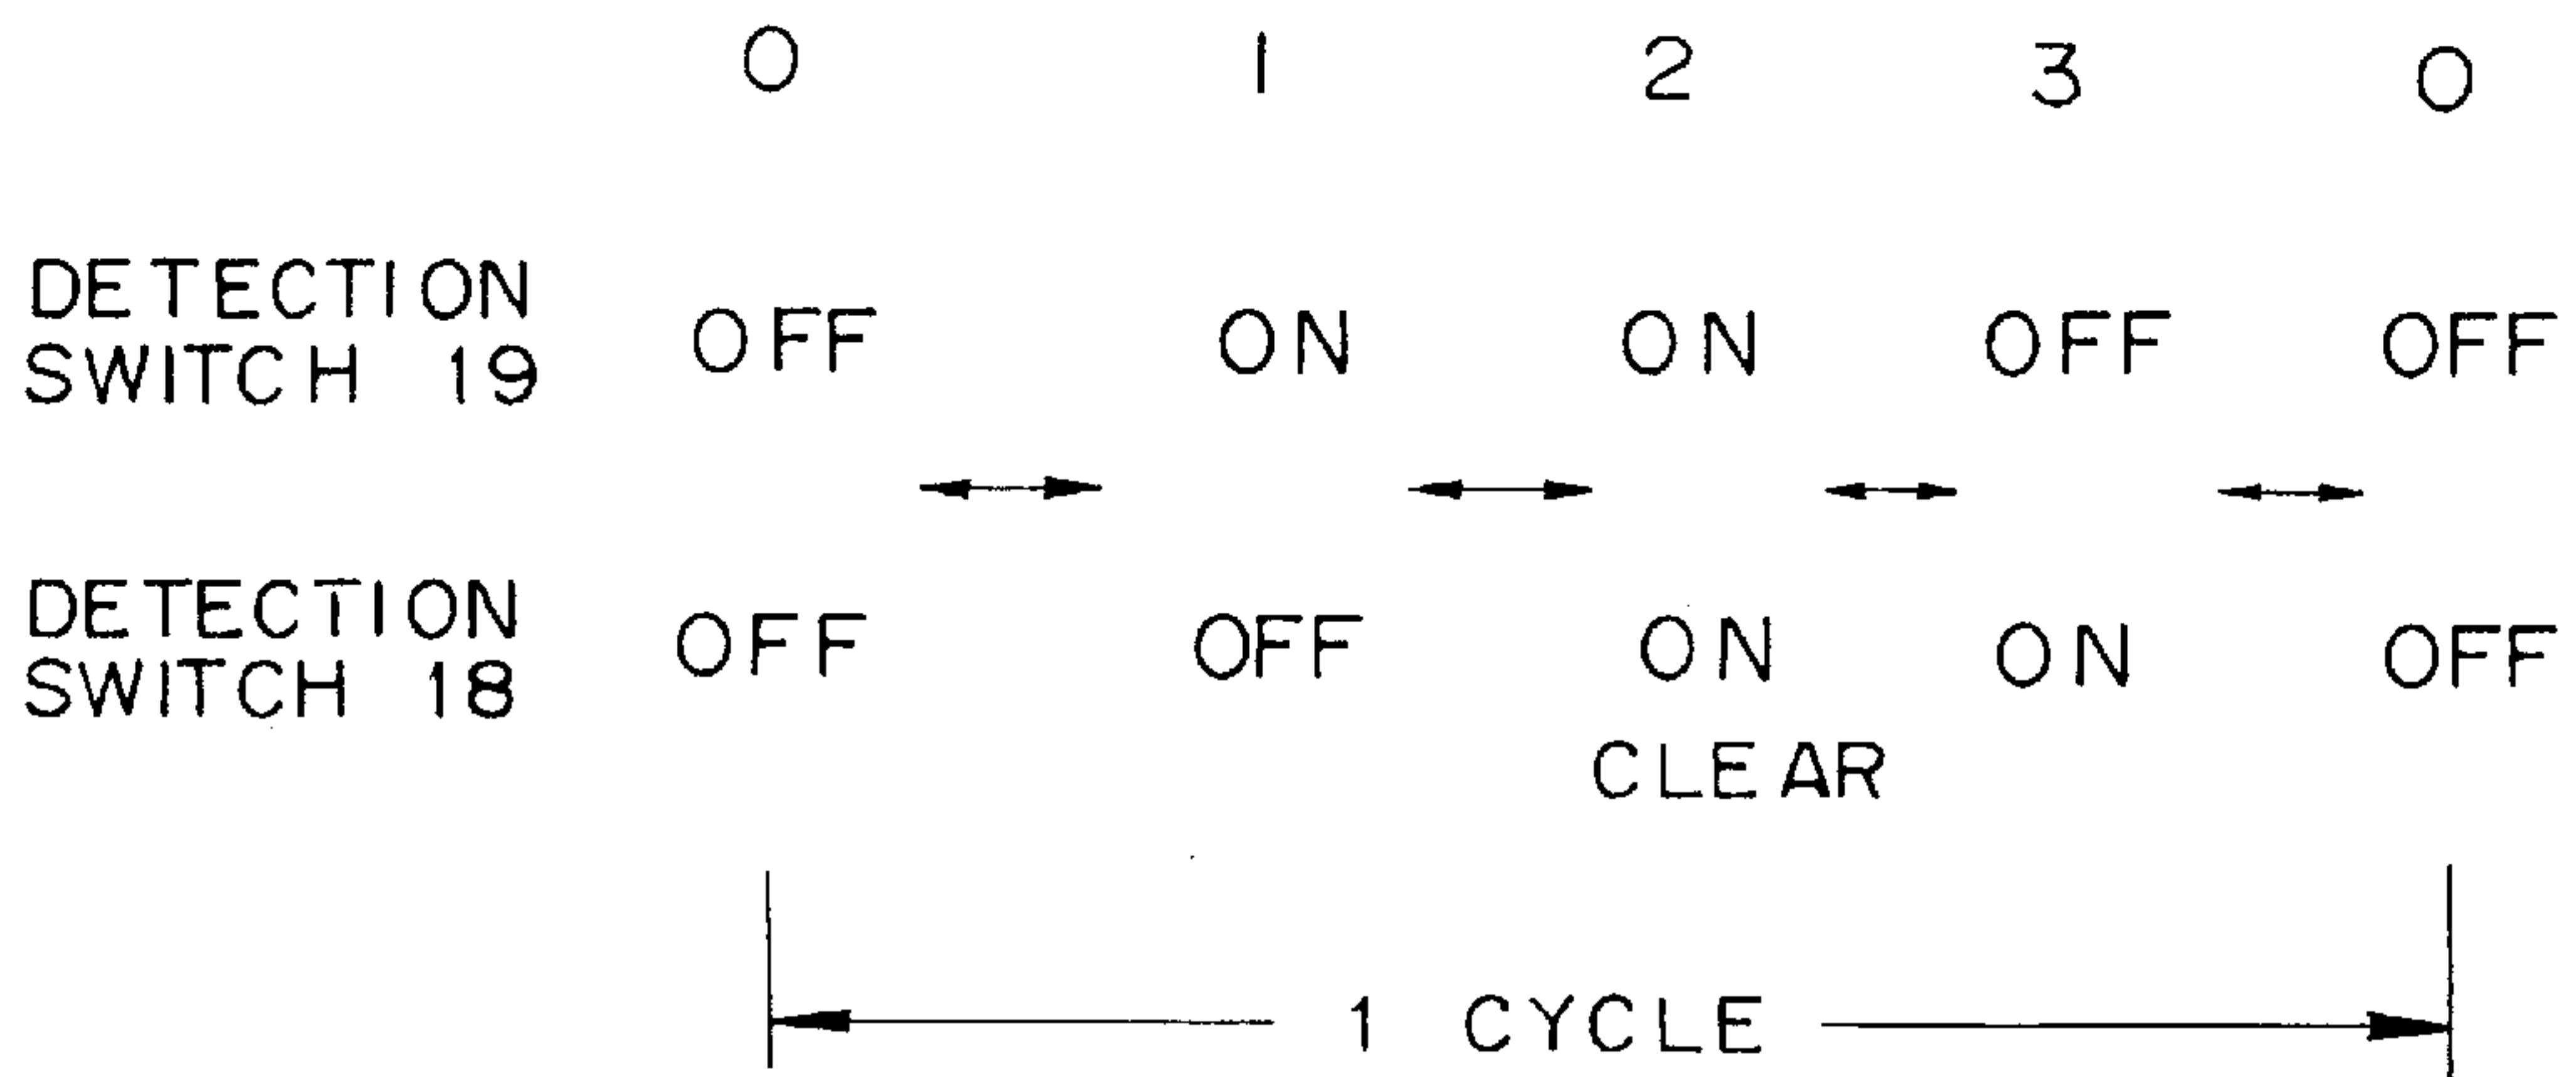 0 1 2 3 0
DETECTION
SWITCH 19
OFF ON ON OFF OFF
DETECTION
SWITCH 18
OFF OFF ON ON OFF
CLEAR
1 CYCLE